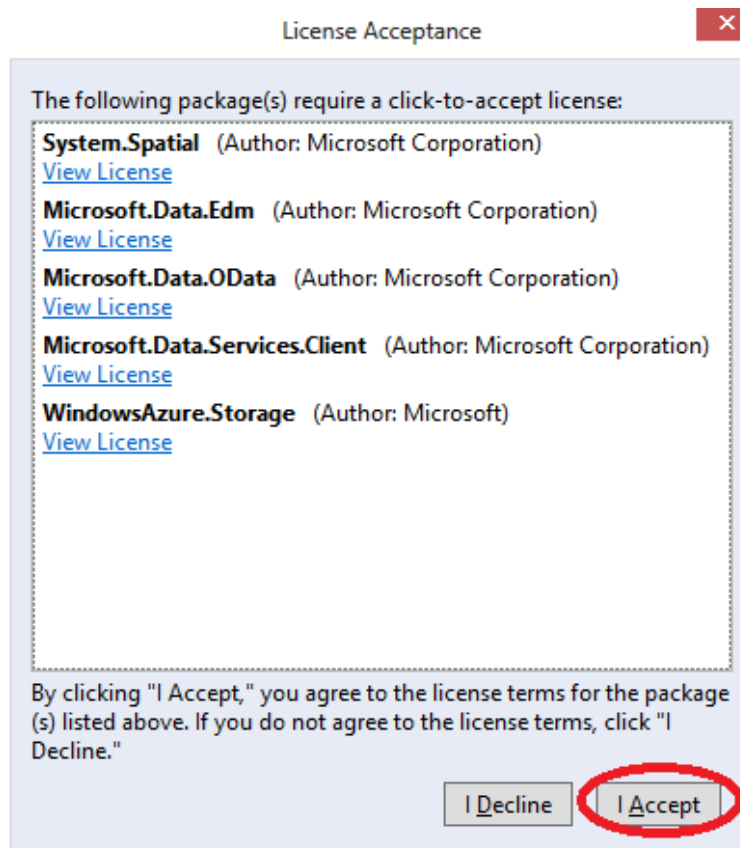 License Acceptance
The following package(s) require a click-to-accept license:
System.Spatial (Author: Microsoft Corporation)
View License
Microsoft.Data.Edm (Author: Microsoft Corporation)
View License
Microsoft.Data.OData (Author: Microsoft Corporation)
View License
Microsoft.Data.Services.Client (Author: Microsoft Corporation)
View License
WindowsAzure.Storage (Author: Microsoft)
View License
By clicking "I Accept," you agree to the license terms for the package
(s) listed above. If you do not agree to the license terms, click "I
Decline."
I Decline I Accept